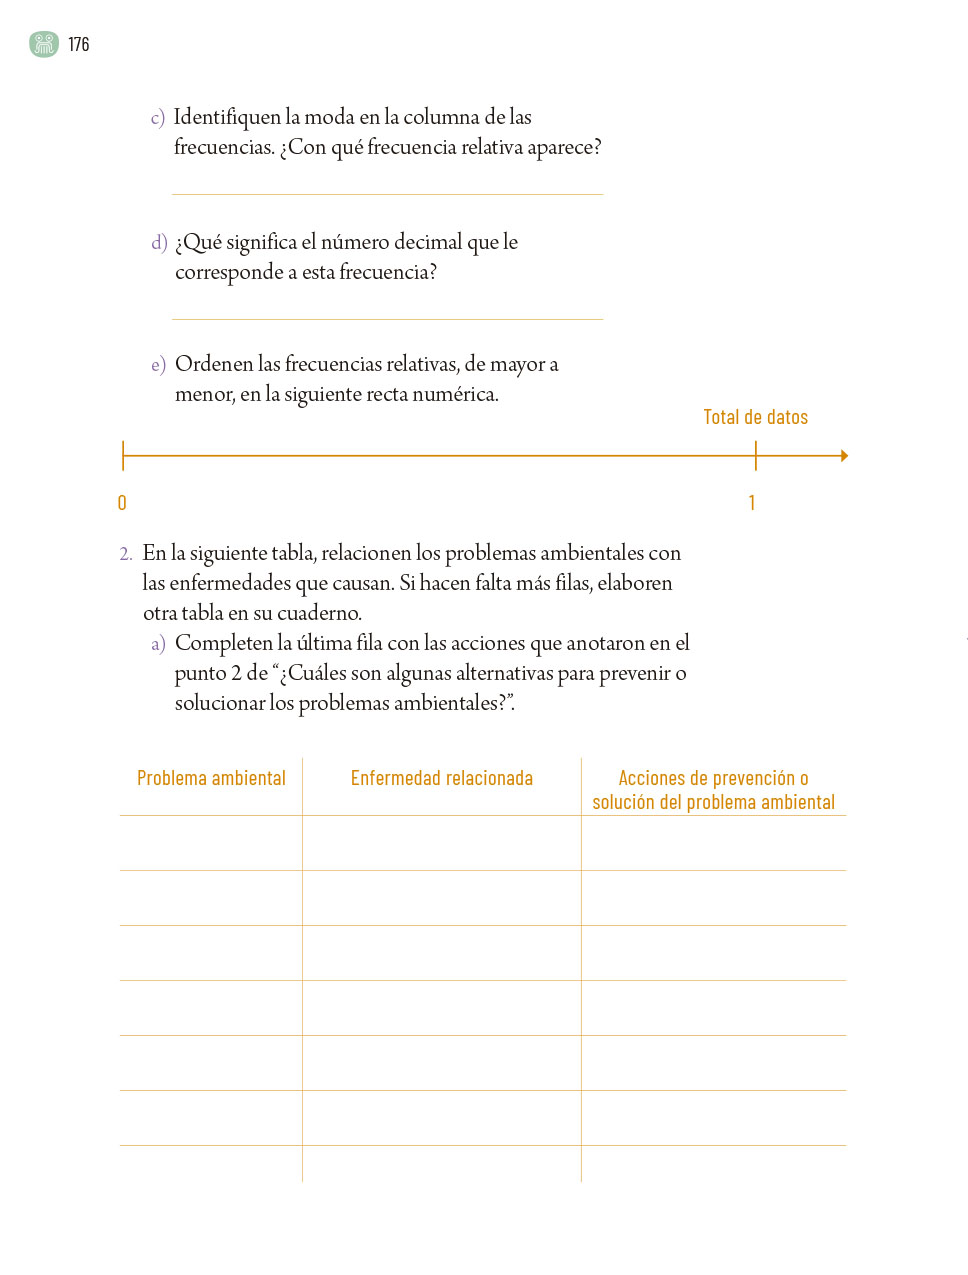 176
c) Identifiquen la moda en la columna de las
frecuencias. ¿Con qué frecuencia relativa aparece?
d) ¿Qué significa el número decimal que le
corresponde a esta frecuencia?
e) Ordenen las frecuencias relativas, de mayor a
menor, en la siguiente recta numérica.
Total de datos
0 1
2. En la siguiente tabla, relacionen los problemas ambientales con
las enfermedades que causan. Si hacen falta más filas, elaboren
otra tabla en su cuaderno.
a) Completen la última fila con las acciones que anotaron en el
punto 2 de “¿Cuáles son algunas alternativas para prevenir o
solucionar los problemas ambientales?”.
Problema ambiental Enfermedad relacionada Acciones de prevención o
solución del problema ambiental